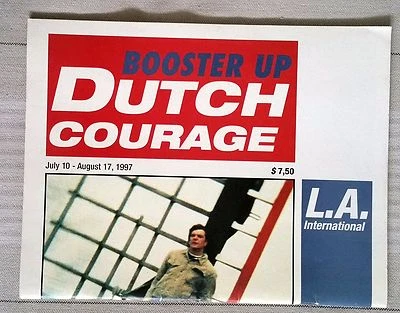 BOOSTER UP
DUTCH
COURAGE
July 10 - August 17, 1997
$ 7,50
L.A.
International